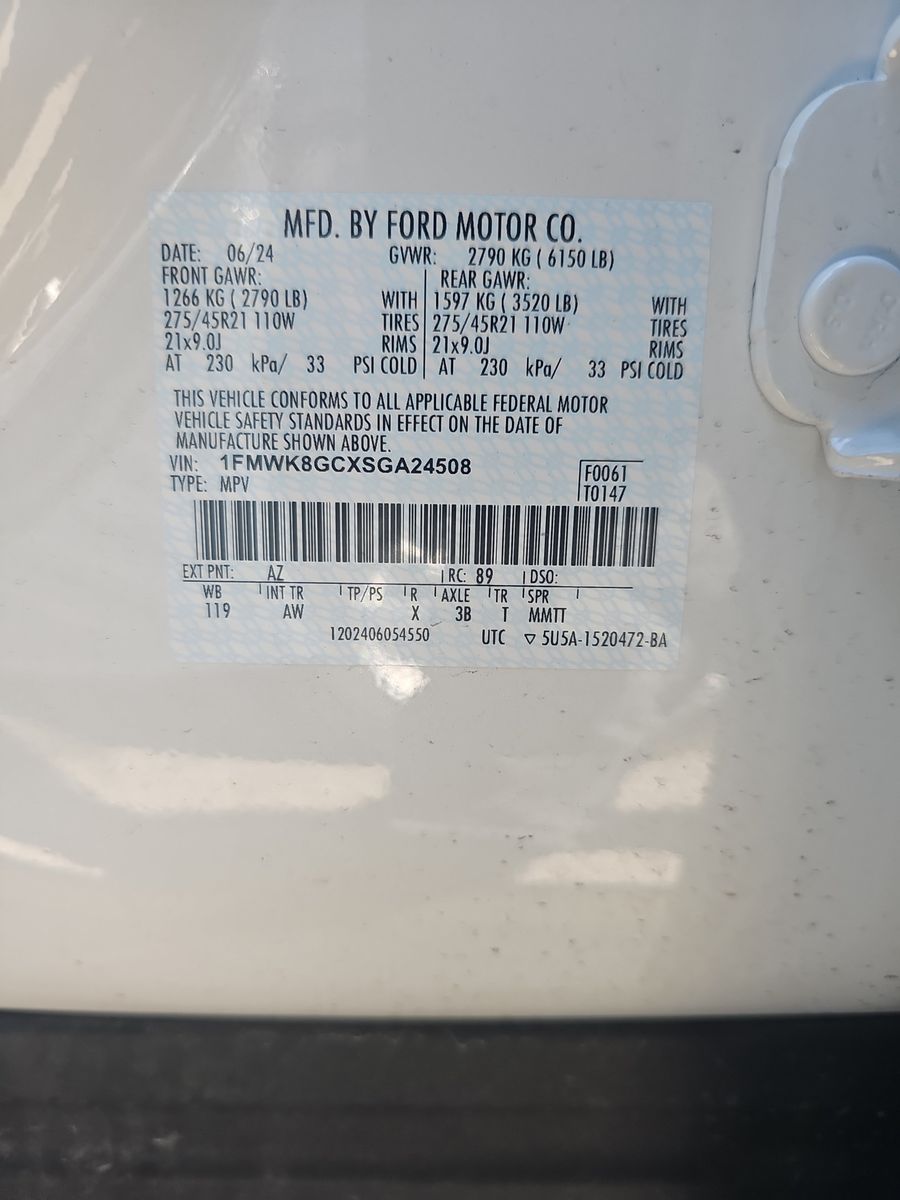 MFD. BY FORD MOTOR CO.
DATE: 06/24 GVWR: 2790 KG ( 6150 LB)
FRONT GAWR: REAR GAWR:
1266 KG ( 2790 LB) WITH 1597 KG ( 3520 LB) WITH
275/45R21 110W TIRES 275/45R21 110W TIRES
21x9.0J RIMS 21x9.0J RIMS
AT 230 kPa/ 33 PSI COLD AT 230 kPa/ 33 PSI COLD
THIS VEHICLE CONFORMS TO ALL APPLICABLE FEDERAL MOTOR
VEHICLE SAFETY STANDARDS IN EFFECT ON THE DATE OF
MANUFACTURE SHOWN ABOVE.
VIN: 1FMWK8GCXSGA24508 F0061
TYPE: MPV T0147
EXT PNT: AZ RC: 89 DSO:
WB INT TR TP/PS R AXLE TR SPR
119 AW X 3B T MMTT
1202406054550 UTC ▽ 5U5A-1520472-BA